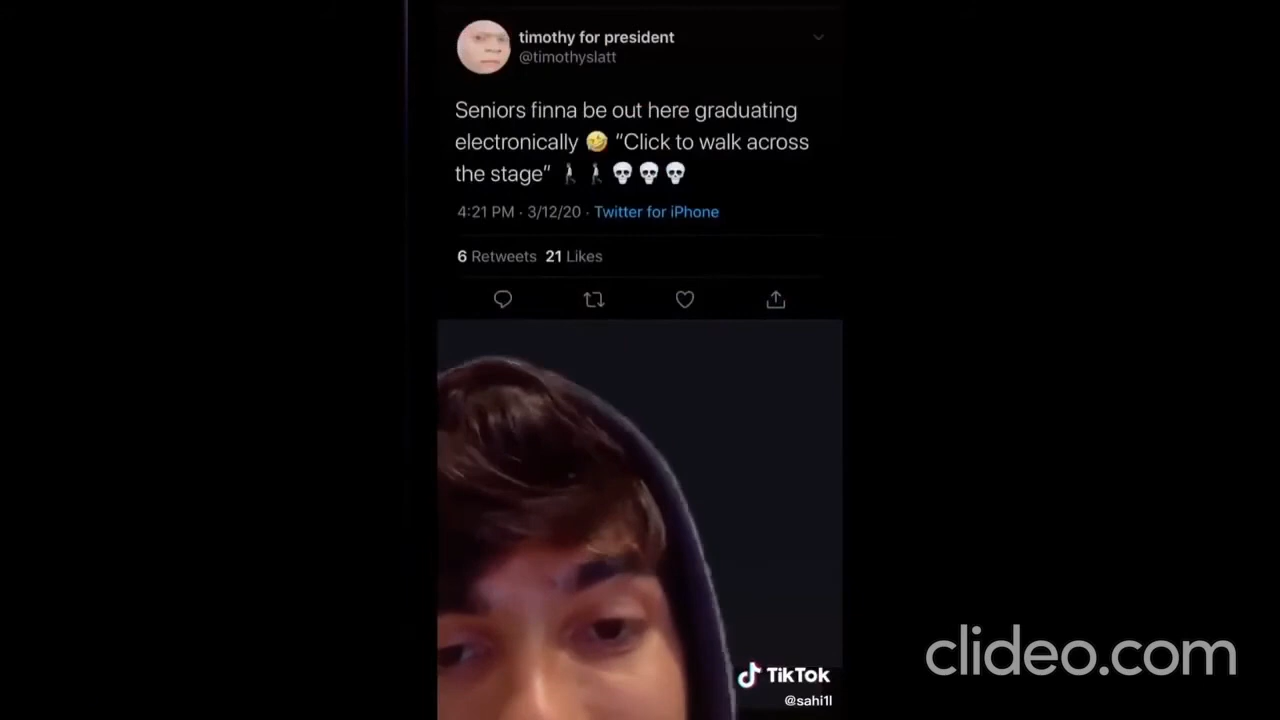 timothy for president
@timothyslatt
Seniors finna be out here graduating
electronically 🤣 “Click to walk across
the stage” 🚶🚶💀💀💀
4:21 PM · 3/12/20 · Twitter for iPhone
6 Retweets 21 Likes
TikTok
@sahi1l
clideo.com